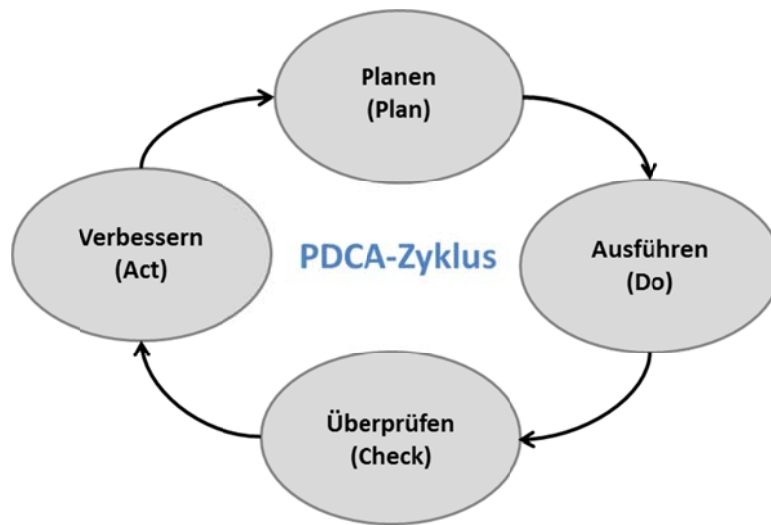 Planen
(Plan)
Verbessern
(Act)
PDCA-Zyklus
Ausführen
(Do)
Überprüfen
(Check)